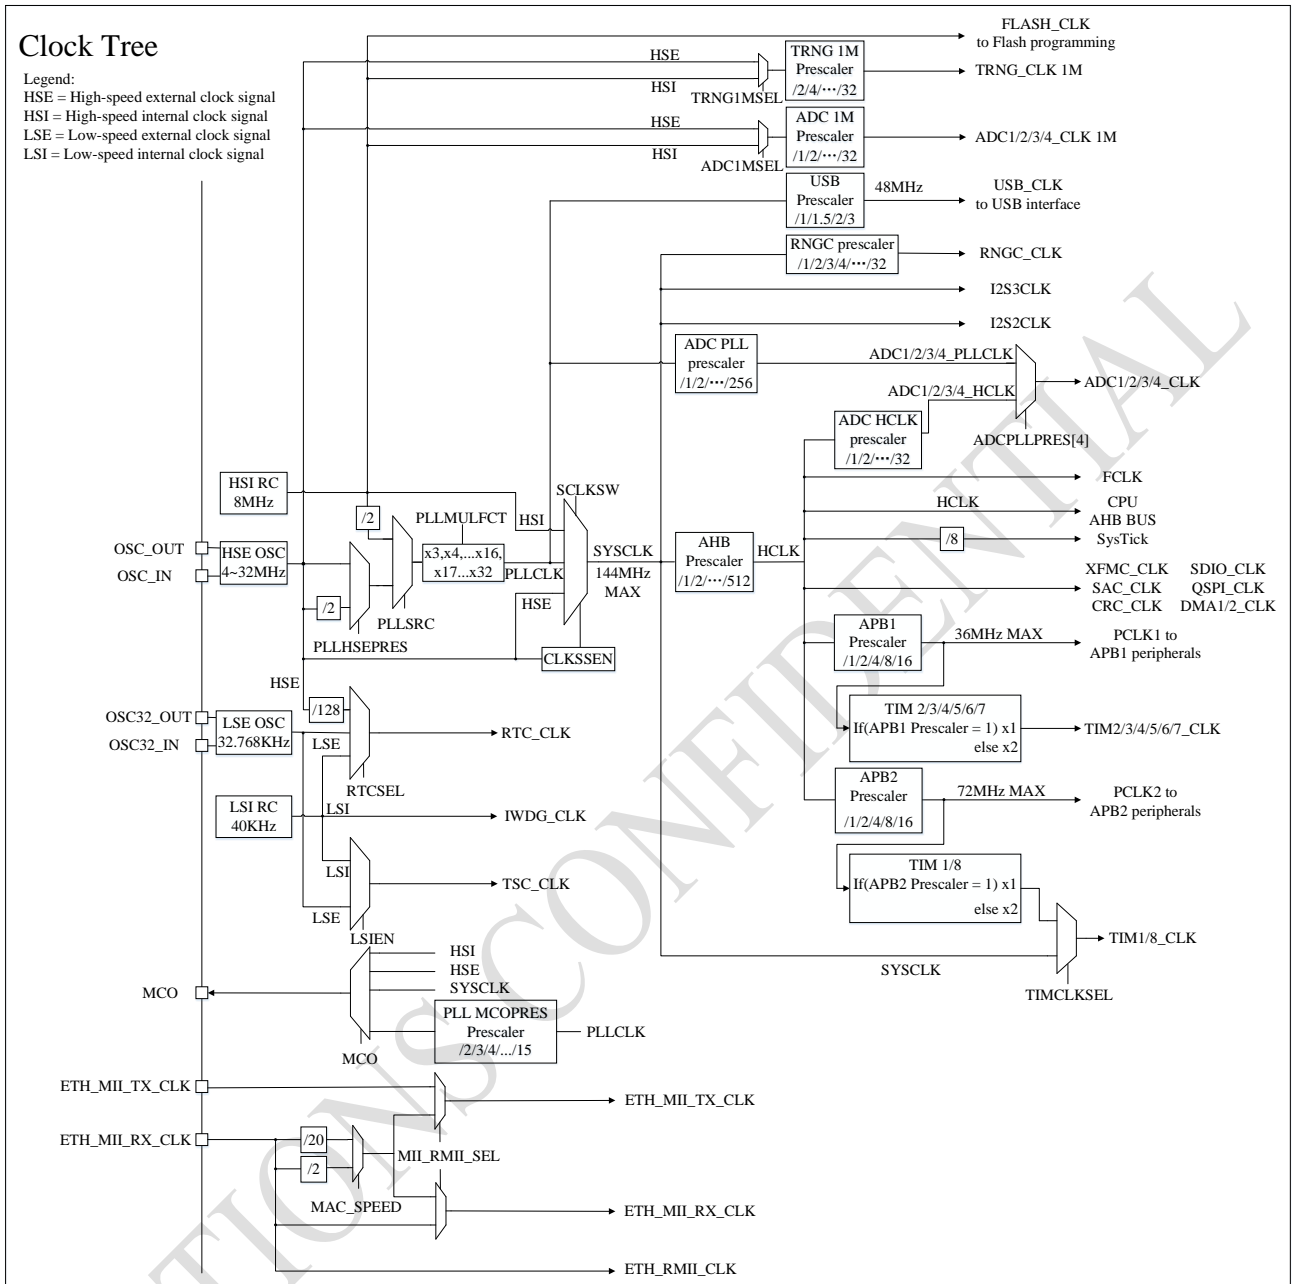 Clock Tree
Legend:
HSE = High-speed external clock signal
HSI = High-speed internal clock signal
LSE = Low-speed external clock signal
LSI = Low-speed internal clock signal
FLASH_CLK
to Flash programming
HSE
HSI
TRNG1MSEL
TRNG 1M
Prescaler
/2/4/···/32
TRNG_CLK 1M
HSE
HSI
ADC1MSEL
ADC 1M
Prescaler
/1/2/···/32
ADC1/2/3/4_CLK 1M
USB
Prescaler
/1/1.5/2/3
48MHz
USB_CLK
to USB interface
RNGC prescaler
/1/2/3/4/···/32
RNGC_CLK
I2S3CLK
I2S2CLK
ADC PLL
prescaler
/1/2/···/256
ADC1/2/3/4_PLLCLK
ADC1/2/3/4_HCLK
ADC1/2/3/4_CLK
ADCPLLPRES[4]
ADC HCLK
prescaler
/1/2/···/32
HSI RC
8MHz
/2
PLLMULFCT
SCLKSW
HSI
FCLK
HCLK
CPU
AHB BUS
/8
SysTick
OSC_OUT
OSC_IN
HSE OSC
4~32MHz
/2
PLLHSEPRES
PLLSRC
x3,x4,...x16,
x17...x32
PLLCLK
HSE
CLKSSEN
SYSCLK
144MHz
MAX
AHB
Prescaler
/1/2/···/512
HCLK
XFMC_CLK SDIO_CLK
SAC_CLK QSPI_CLK
CRC_CLK DMA1/2_CLK
APB1
Prescaler
/1/2/4/8/16
36MHz MAX
PCLK1 to
APB1 peripherals
HSE
/128
OSC32_OUT
OSC32_IN
LSE OSC
32.768KHz
LSE
RTC_CLK
RTCSEL
TIM 2/3/4/5/6/7
If(APB1 Prescaler = 1) x1
else x2
TIM2/3/4/5/6/7_CLK
LSI RC
40KHz
LSI
IWDG_CLK
APB2
Prescaler
/1/2/4/8/16
72MHz MAX
PCLK2 to
APB2 peripherals
LSI
LSE
TSC_CLK
LSIEN
TIM 1/8
If(APB2 Prescaler = 1) x1
else x2
TIM1/8_CLK
SYSCLK
TIMCLKSEL
HSI
HSE
SYSCLK
MCO
PLL MCOPRES
Prescaler
/2/3/4/.../15
PLLCLK
MCO
ETH_MII_TX_CLK
ETH_MII_TX_CLK
ETH_MII_RX_CLK
/20
/2
MII_RMII_SEL
MAC_SPEED
ETH_MII_RX_CLK
ETH_RMII_CLK
TIONS CONFIDENTIAL